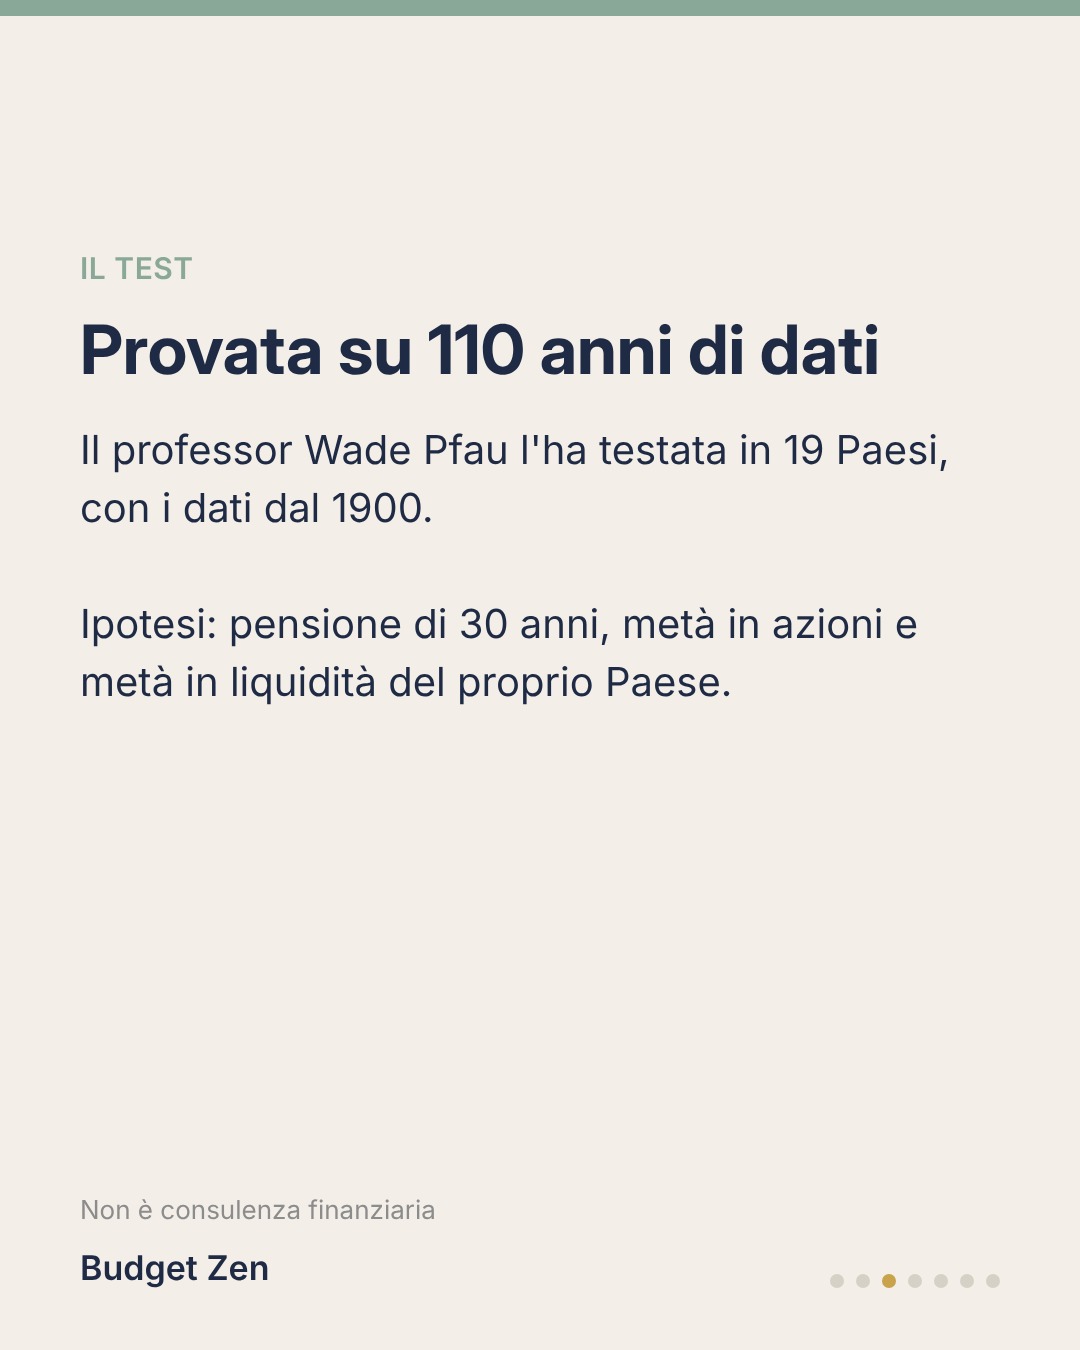 IL TEST
Provata su 110 anni di dati
Il professor Wade Pfau l'ha testata in 19 Paesi,
con i dati dal 1900.
Ipotesi: pensione di 30 anni, metà in azioni e
metà in liquidità del proprio Paese.
Non è consulenza finanziaria
Budget Zen